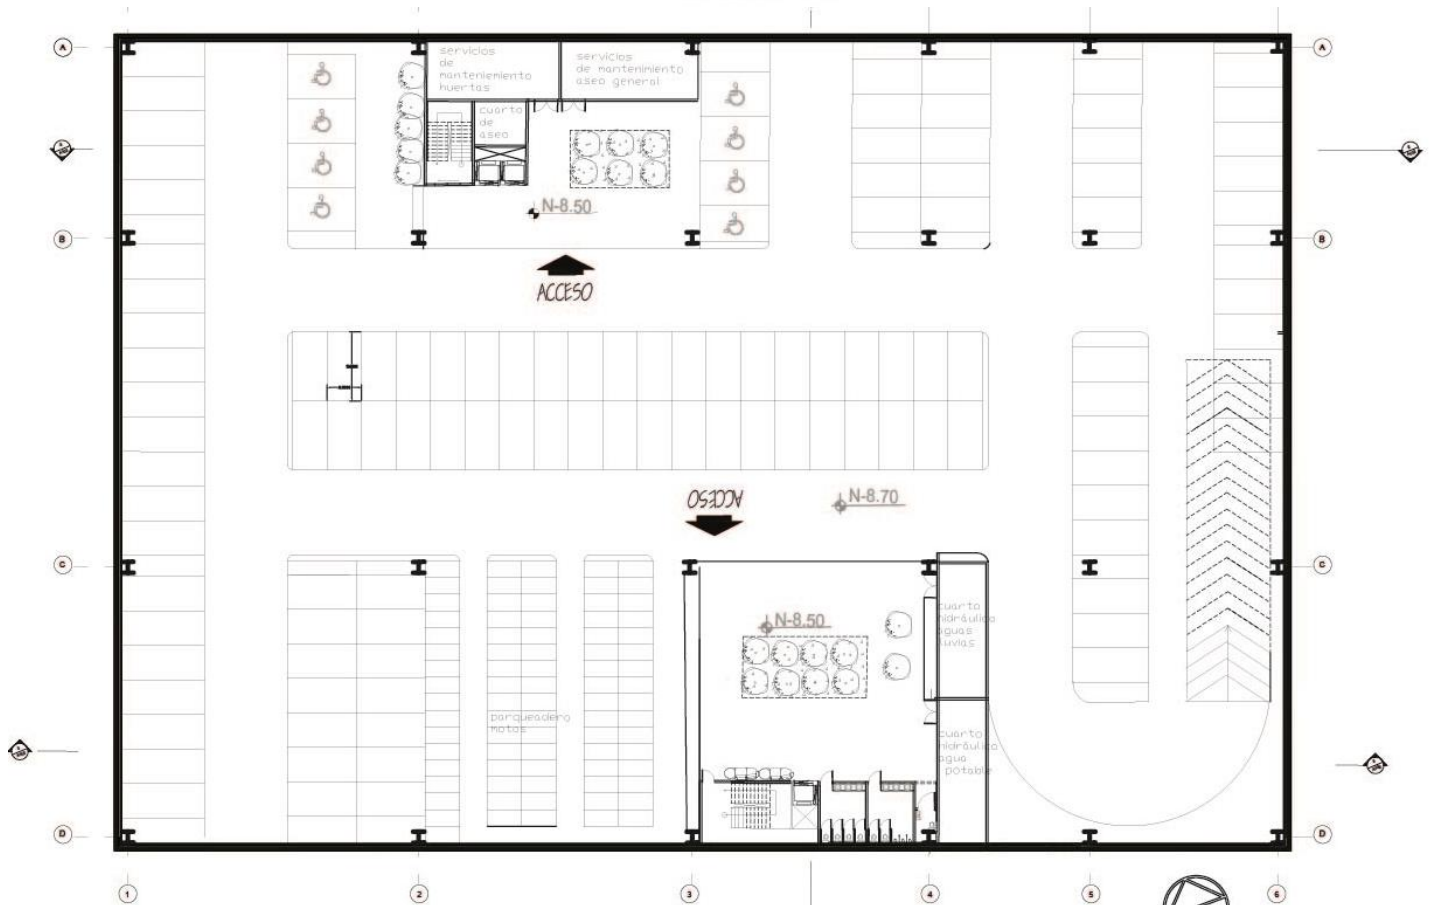 A
A
servicios
de
manteniemiento
huertas
servicios
de mantenimiento
aseo general
cuarto
de
aseo
N-8.50
B
B
ACCESO
ACCESO
N-8.70
C
C
N-8.50
cuarto
hidráulico
aguas
lluvias
parqueadero
motos
cuarto
hidráulico
agua
potable
D
D
1
2
3
4
5
6